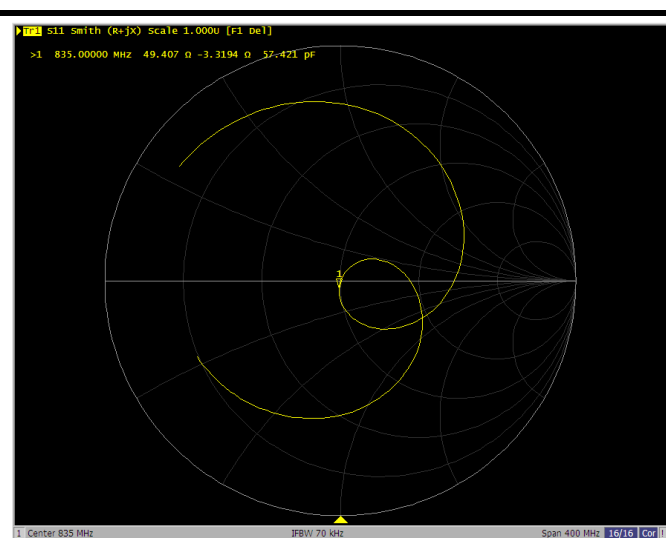 Tr1 S11 Smith (R+jX) Scale 1.000U [F1 Del]
>1 835.00000 MHz 49.407 Ω -3.3194 Ω 57.421 pF
1
1 Center 835 MHz IFBW 70 kHz Span 400 MHz 16/16 Cor !